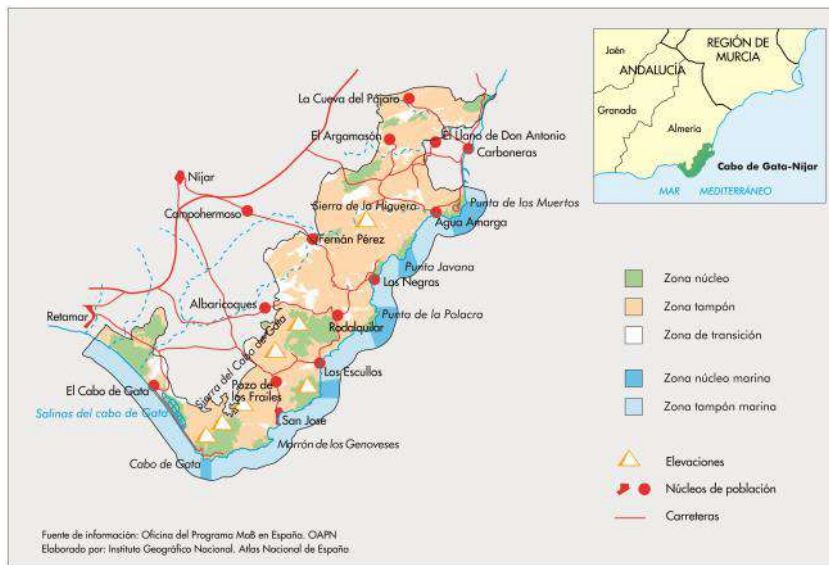 La Cueva del Pájaro
El Argamasón
El Llano de Don Antonio
Carboneras
Níjar
Sierra de la Higuera
Punta de los Muertos
Campohermoso
Agua Amarga
Fernán Pérez
Punta Javana
Los Negras
Albaricoques
Retamar
Rodalquilar
Punta de la Polacra
Sierra del Cabo de Gata
Los Escullos
El Cabo de Gata
Pozo de
los Frailes
Salinas del cabo de Gata
San José
Morrón de los Genoveses
Cabo de Gata
Jaén
REGIÓN DE
MURCIA
ANDALUCÍA
Granada
Almería
Cabo de Gata-Níjar
MAR MEDITERRÁNEO
Zona núcleo
Zona tampón
Zona de transición
Zona núcleo marina
Zona tampón marina
Elevaciones
Núcleos de población
Carreteras
Fuente de información: Oficina del Programa MaB en España. OAPN
Elaborado por: Instituto Geográfico Nacional. Atlas Nacional de España